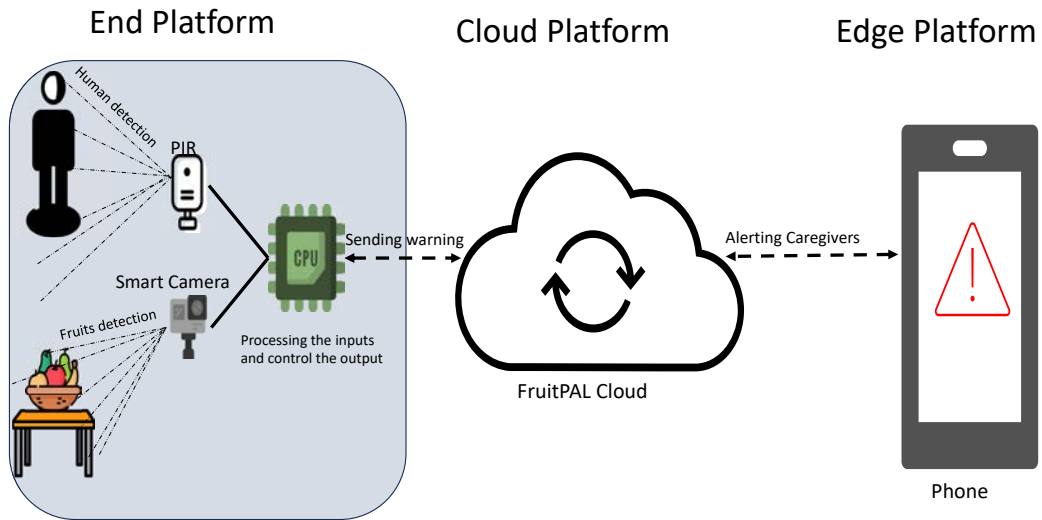 End Platform
Cloud Platform
Edge Platform
Human detection
PIR
CPU
Smart Camera
Fruits detection
Processing the inputs
and control the output
Sending warning
FruitPAL Cloud
Alerting Caregivers
Phone